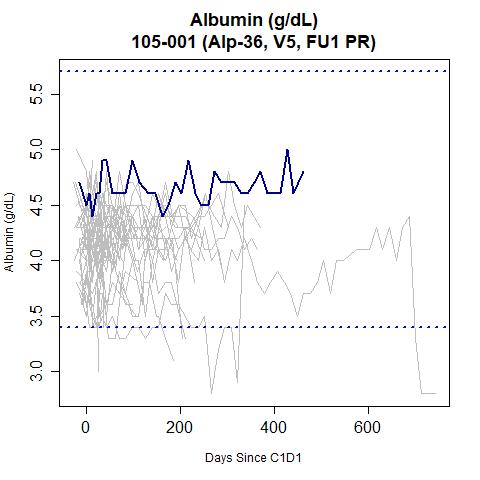 Albumin (g/dL)
105-001 (Alp-36, V5, FU1 PR)
Albumin (g/dL)
5.5
5.0
4.5
4.0
3.5
3.0
0 200 400 600
Days Since C1D1